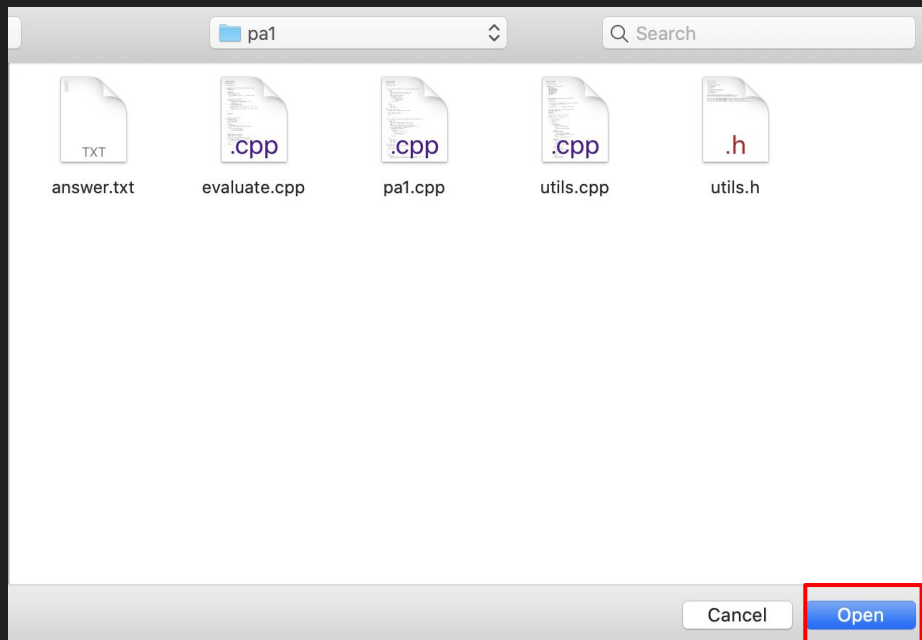 pa1
Search
TXT
.cpp
.cpp
.cpp
.h
answer.txt
evaluate.cpp
pa1.cpp
utils.cpp
utils.h
Cancel
Open